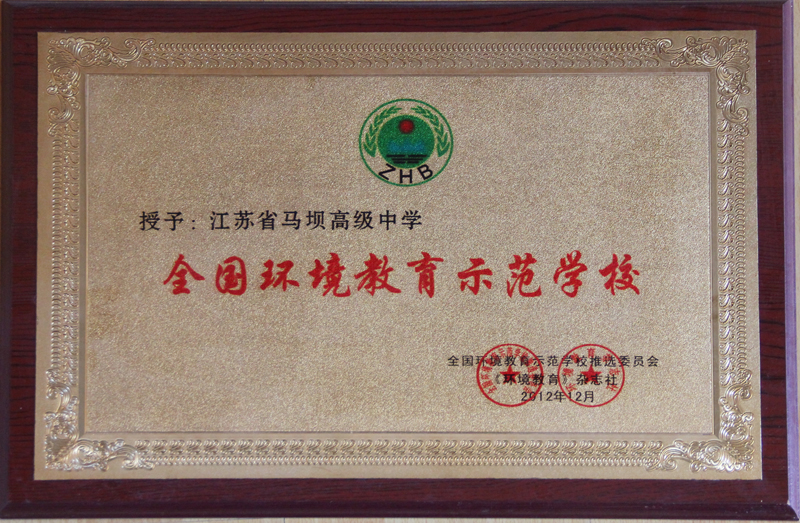 ZHB
授予：江苏省马坝高级中学
全国环境教育示范学校
全国环境教育示范学校推选委员会
《环境教育》杂志社
2012年12月